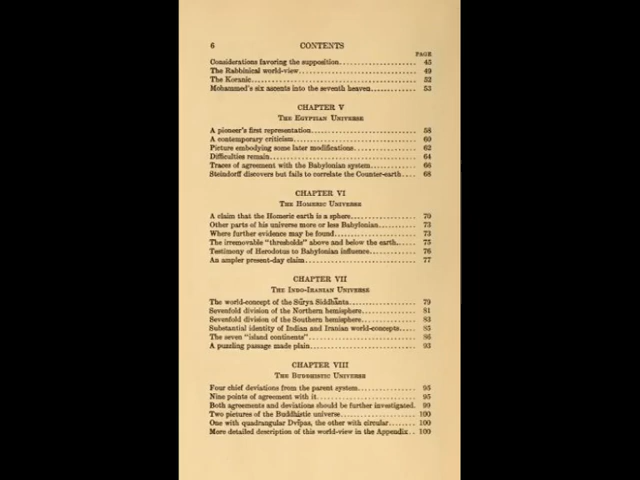 6 CONTENTS
PAGE
Considerations favoring the supposition.................. 45
The Rabbinical world-view.................. 49
The Koranic.................. 52
Mohammed's six ascents into the seventh heaven............ 53
CHAPTER V
The Egyptian Universe
A pioneer's first representation.................. 58
A contemporary criticism.................. 60
Picture embodying some later modifications.................. 62
Difficulties remain.................. 64
Traces of agreement with the Babylonian system.................. 66
Steindorff discovers but fails to correlate the Counter-earth.... 68
CHAPTER VI
The Homeric Universe
A claim that the Homeric earth is a sphere.................. 70
Other parts of his universe more or less Babylonian............ 73
Where further evidence may be found.................. 73
The irremovable "thresholds" above and below the earth..... 75
Testimony of Herodotus to Babylonian influence............ 76
An ampler present-day claim.................. 77
CHAPTER VII
The Indo-Iranian Universe
The world-concept of the Sūrya Siddhānta.................. 79
Sevenfold division of the Northern hemisphere.................. 81
Sevenfold division of the Southern hemisphere.................. 83
Substantial identity of Indian and Iranian world-concepts..... 85
The seven "island continents".................. 86
A puzzling passage made plain.................. 93
CHAPTER VIII
The Buddhistic Universe
Four chief deviations from the parent system.................. 95
Nine points of agreement with it.................. 95
Both agreements and deviations should be further investigated. 99
Two pictures of the Buddhistic universe.................. 100
One with quadrangular Dvîpas, the other with circular........ 100
More detailed description of this world-view in the Appendix.. 100